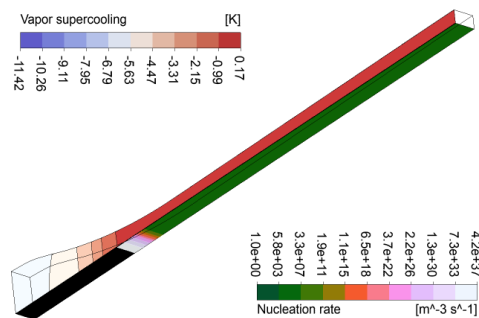 Vapor supercooling [K]
-11.42 -10.26 -9.11 -7.95 -6.79 -5.63 -4.47 -3.31 -2.15 -0.99 0.17
1.0e+00 5.8e+03 3.3e+07 1.9e+11 1.1e+15 6.5e+18 3.7e+22 2.2e+26 1.3e+30 7.3e+33 4.2e+37
Nucleation rate [m^-3 s^-1]